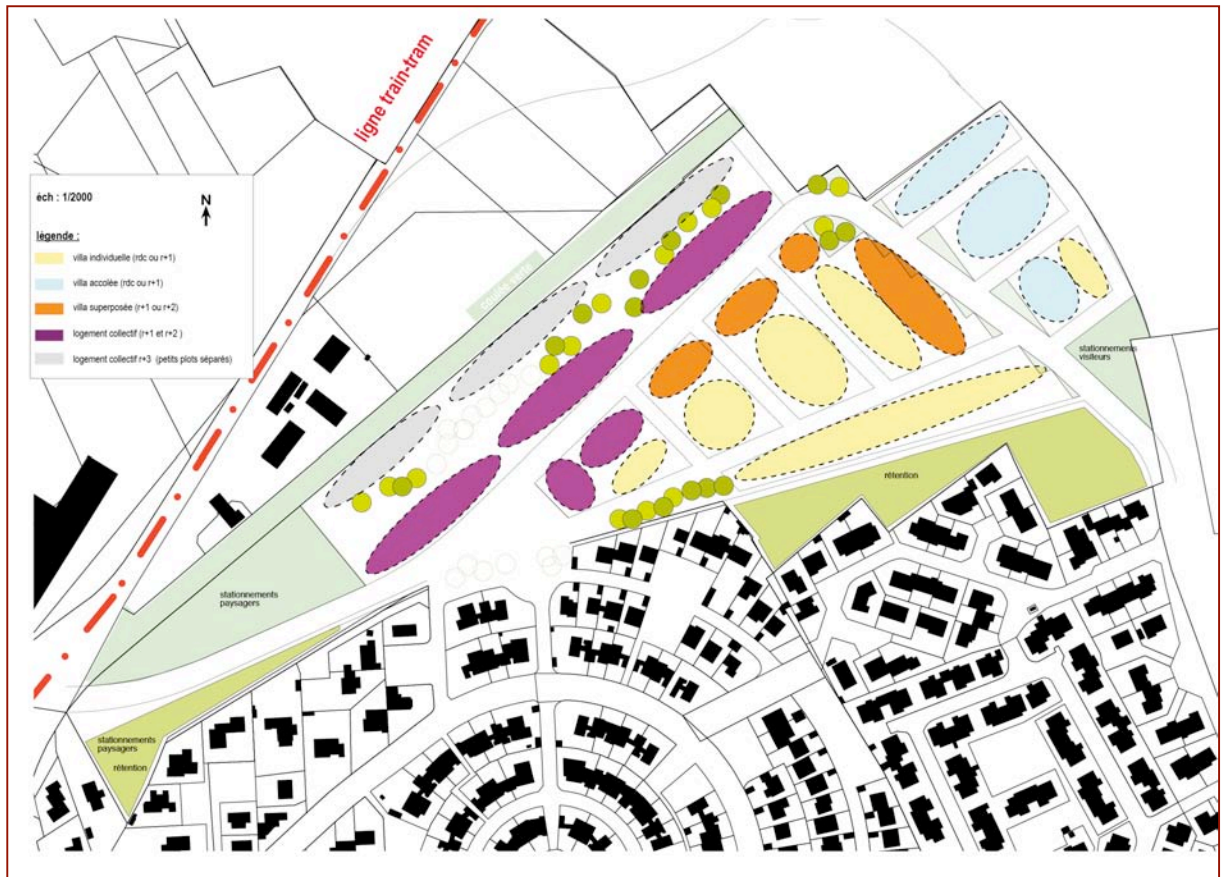 ligne train-tram
éch : 1/2000
N
légende :
villa individuelle (rdc ou r+1)
villa accolée (rdc ou r+1)
villa superposée (r+1 ou r+2)
logement collectif (r+1 et r+2 )
logement collectif r+3 (petits plots séparés)
coulée verte
stationnements
visiteurs
rétention
stationnements
paysagers
stationnements
paysagers
rétention